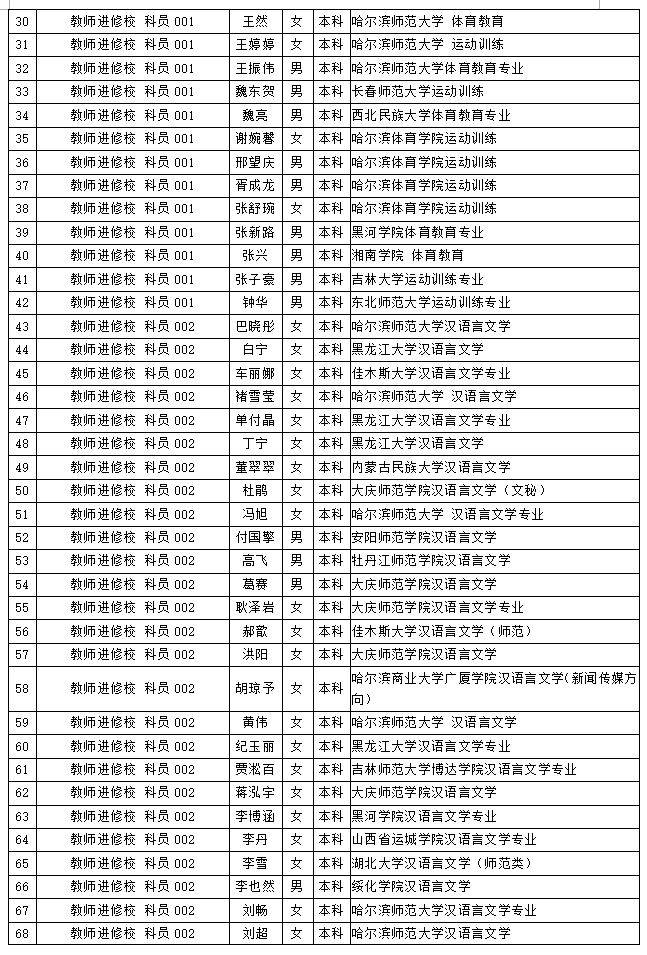 30 教师进修校 科员 001 王然 女 本科 哈尔滨师范大学 体育教育
31 教师进修校 科员 001 王婷婷 女 本科 哈尔滨师范大学 运动训练
32 教师进修校 科员 001 王振伟 男 本科 哈尔滨师范大学体育教育专业
33 教师进修校 科员 001 魏东贺 男 本科 长春师范大学运动训练
34 教师进修校 科员 001 魏亮 男 本科 西北民族大学体育教育专业
35 教师进修校 科员 001 谢婉馨 女 本科 哈尔滨体育学院运动训练
36 教师进修校 科员 001 邢望庆 男 本科 哈尔滨体育学院运动训练
37 教师进修校 科员 001 胥成龙 男 本科 哈尔滨体育学院运动训练
38 教师进修校 科员 001 张舒琬 女 本科 哈尔滨体育学院运动训练
39 教师进修校 科员 001 张新路 男 本科 黑河学院体育教育专业
40 教师进修校 科员 001 张兴 男 本科 湘南学院 体育教育
41 教师进修校 科员 001 张子豪 男 本科 吉林大学运动训练专业
42 教师进修校 科员 001 钟华 男 本科 东北师范大学运动训练专业
43 教师进修校 科员 002 巴晓彤 女 本科 哈尔滨师范大学汉语言文学
44 教师进修校 科员 002 白宁 女 本科 黑龙江大学汉语言文学
45 教师进修校 科员 002 车丽娜 女 本科 佳木斯大学汉语言文学专业
46 教师进修校 科员 002 褚雪莹 女 本科 哈尔滨师范大学 汉语言文学
47 教师进修校 科员 002 单付晶 女 本科 黑龙江大学汉语言文学专业
48 教师进修校 科员 002 丁宁 女 本科 黑龙江大学汉语言文学
49 教师进修校 科员 002 董翠翠 女 本科 内蒙古民族大学汉语言文学
50 教师进修校 科员 002 杜鹃 女 本科 大庆师范学院汉语言文学（文秘）
51 教师进修校 科员 002 冯旭 女 本科 哈尔滨师范大学 汉语言文学专业
52 教师进修校 科员 002 付国擎 男 本科 安阳师范学院汉语言文学
53 教师进修校 科员 002 高飞 男 本科 牡丹江师范学院汉语言文学
54 教师进修校 科员 002 葛赛 男 本科 大庆师范学院汉语言文学
55 教师进修校 科员 002 耿泽岩 女 本科 大庆师范学院汉语言文学专业
56 教师进修校 科员 002 郝歆 女 本科 佳木斯大学汉语言文学（师范）
57 教师进修校 科员 002 洪阳 女 本科 大庆师范学院汉语言文学
58 教师进修校 科员 002 胡琼予 女 本科 哈尔滨商业大学广厦学院汉语言文学（新闻传媒方
向）
59 教师进修校 科员 002 黄伟 女 本科 哈尔滨师范大学 汉语言文学
60 教师进修校 科员 002 纪玉丽 女 本科 黑龙江大学汉语言文学专业
61 教师进修校 科员 002 贾淞百 女 本科 吉林师范大学博达学院汉语言文学专业
62 教师进修校 科员 002 蒋泓宇 女 本科 大庆师范学院汉语言文学
63 教师进修校 科员 002 李博涵 女 本科 黑河学院汉语言文学专业
64 教师进修校 科员 002 李丹 女 本科 山西省运城学院汉语言文学专业
65 教师进修校 科员 002 李雪 女 本科 湖北大学汉语言文学（师范类）
66 教师进修校 科员 002 李也然 男 本科 绥化学院汉语言文学
67 教师进修校 科员 002 刘畅 女 本科 哈尔滨师范大学汉语言文学专业
68 教师进修校 科员 002 刘超 女 本科 哈尔滨师范大学汉语言文学